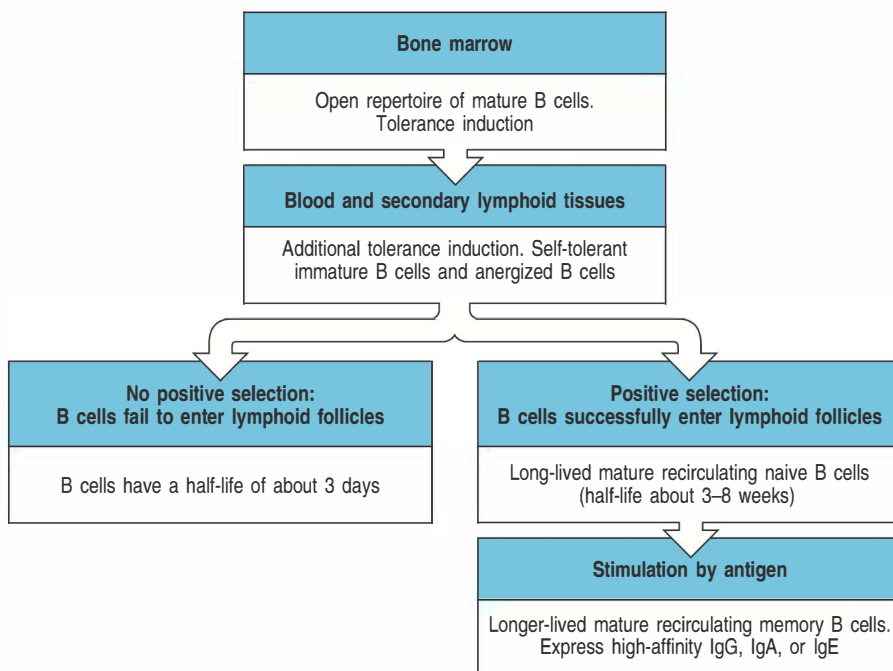 Bone marrow
Open repertoire of mature B cells.
Tolerance induction
Blood and secondary lymphoid tissues
Additional tolerance induction. Self-tolerant
immature B cells and anergized B cells
No positive selection:
B cells fail to enter lymphoid follicles
B cells have a half-life of about 3 days
Positive selection:
B cells successfully enter lymphoid follicles
Long-lived mature recirculating naive B cells
(half-life about 3–8 weeks)
Stimulation by antigen
Longer-lived mature recirculating memory B cells.
Express high-affinity IgG, IgA, or IgE